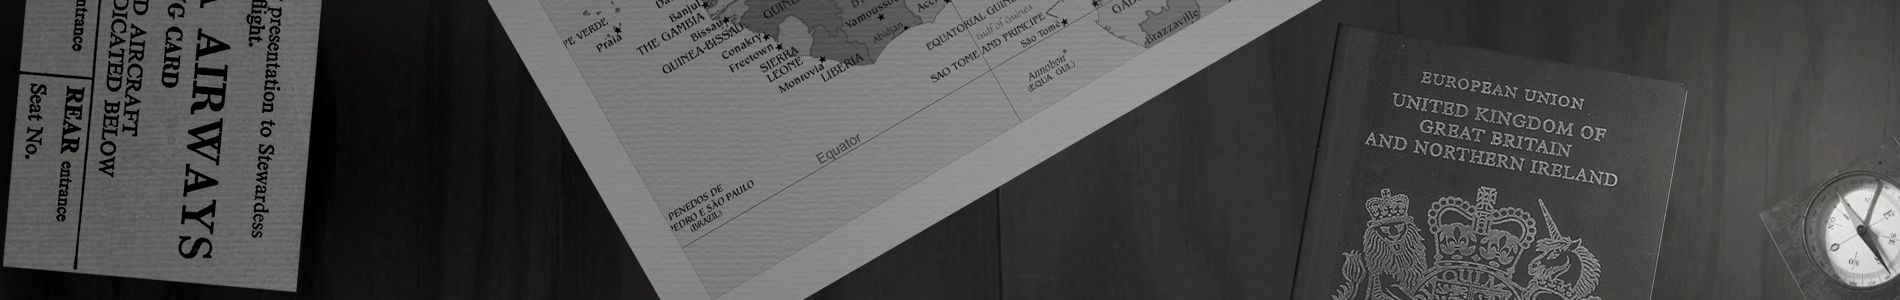 presentation to Stewardess
flight.
AIRWAYS
G CARD
D AIRCRAFT
DICATED BELOW
entrance
REAR entrance
Seat No.
PE VERDE
Praia
Banjul
THE GAMBIA
Bissau
GUINEA-BISSAU
Conakry
Freetown
SIERRA
LEONE
Monrovia
LIBERIA
GUINE
Yamousso
Abidjan
Acc
EQUATORIAL GUIN
Gulf of Guinea
SAO TOME AND PRINCIPE
São Tomé
GAB
Brazzaville
Annobon
(EQUA. GUI.)
Equator
PENEDOS DE
PEDRO E SÃO PAULO
(BRAZIL)
EUROPEAN UNION
UNITED KINGDOM OF
GREAT BRITAIN
AND NORTHERN IRELAND